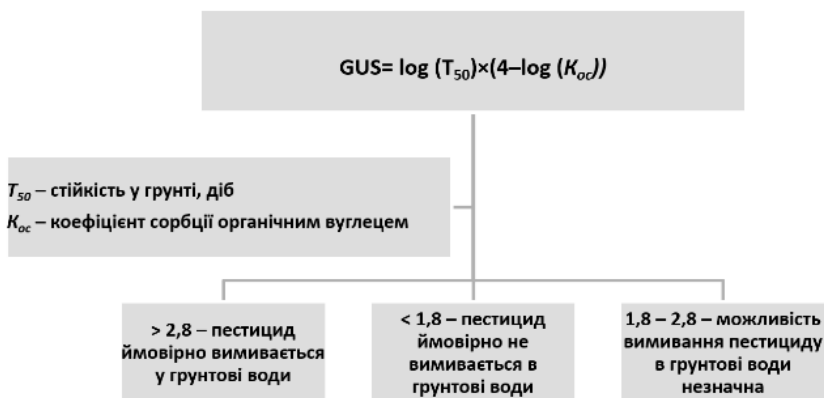 GUS= log (T50)×(4–log (Koc))
T50 – стійкість у грунті, діб
Koc – коефіцієнт сорбції органічним вуглецем
> 2,8 – пестицид
ймовірно вимивається
у грунтові води
< 1,8 – пестицид
ймовірно не
вимивається в
грунтові води
1,8 – 2,8 – можливість
вимивання пестициду
в грунтові води
незначна